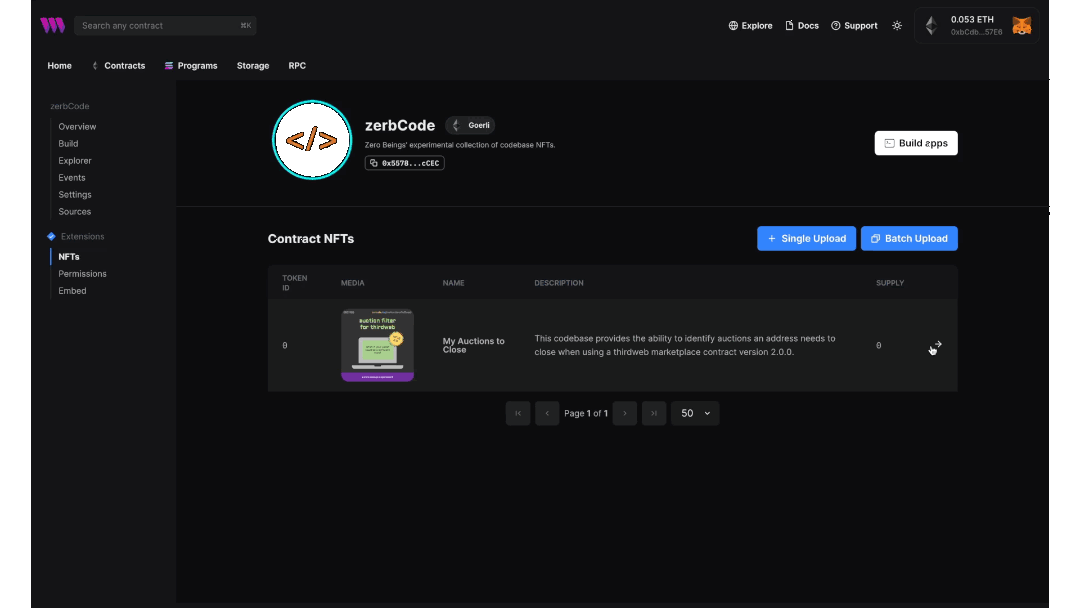 Search any contract ⌘K
Explore Docs Support
0.053 ETH
0xbCdb...57E6
Home Contracts Programs Storage RPC
zerbCode
Overview
Build
Explorer
Events
Settings
Sources
Extensions
NFTs
Permissions
Embed
</>
zerbCode Goerli
Zero Beings' experimental collection of codebase NFTs.
0x5578...cCEC
Build apps
Contract NFTs
+ Single Upload Batch Upload
TOKEN
ID
MEDIA NAME DESCRIPTION SUPPLY
0
auction filter
for thirdweb
My Auctions to
Close
This codebase provides the ability to identify auctions an address needs to
close when using a thirdweb marketplace contract version 2.0.0.
0
Page 1 of 1
50